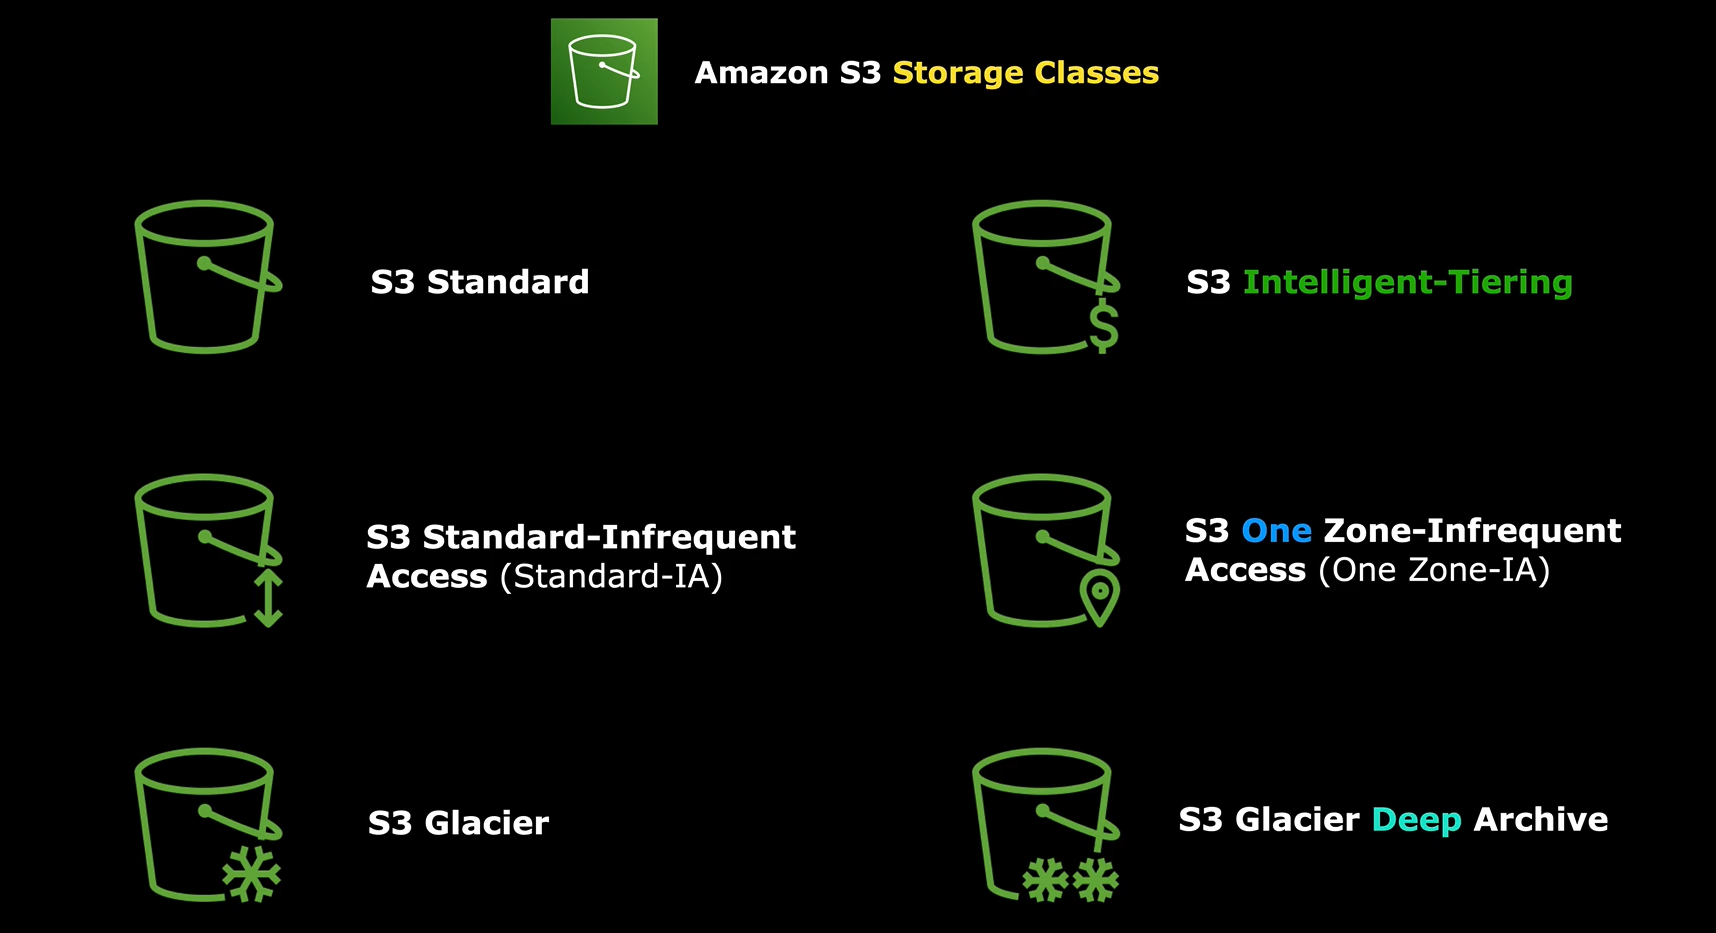 Amazon S3 Storage Classes
S3 Standard
S3 Intelligent-Tiering
S3 Standard-Infrequent
Access (Standard-IA)
S3 One Zone-Infrequent
Access (One Zone-IA)
S3 Glacier
S3 Glacier Deep Archive